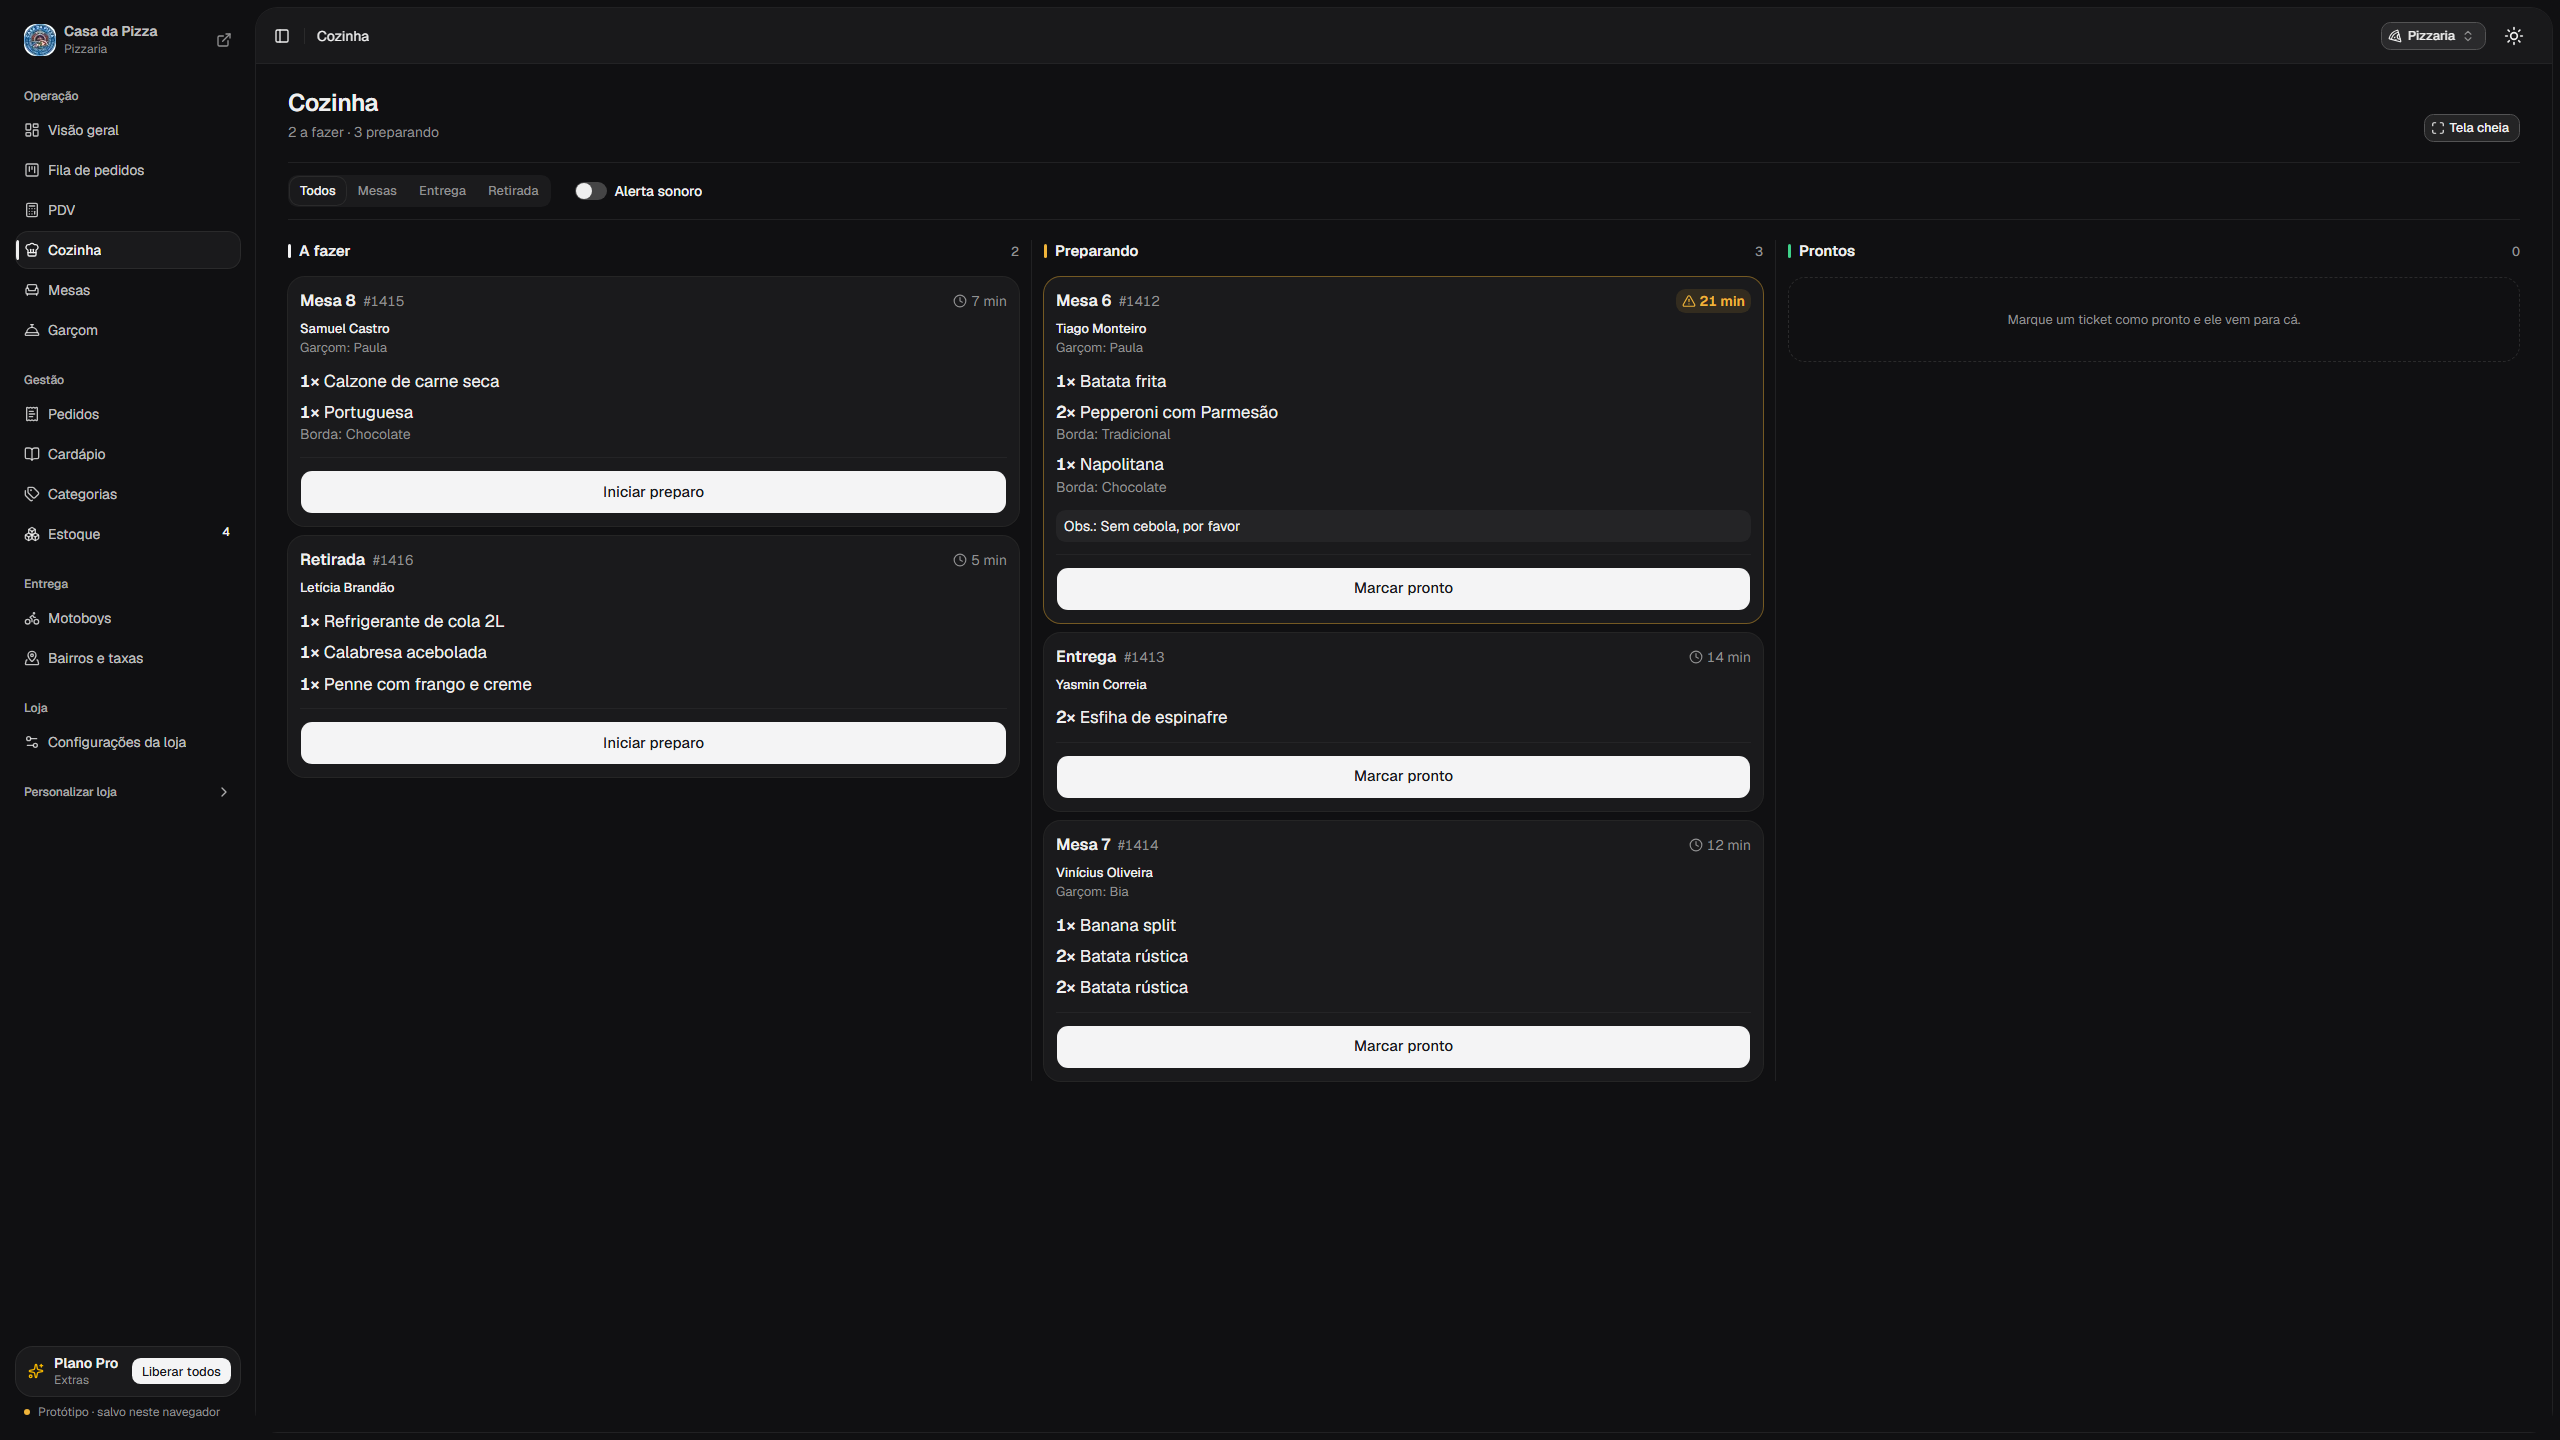 Casa da Pizza
Pizzaria
Operação
Visão geral
Fila de pedidos
PDV
Cozinha
Mesas
Garçom
Gestão
Pedidos
Cardápio
Categorias
Estoque 4
Entrega
Motoboys
Bairros e taxas
Loja
Configurações da loja
Personalizar loja
Plano Pro
Extras
Liberar todos
Protótipo · salvo neste navegador
Cozinha
Pizzaria
Cozinha
2 a fazer · 3 preparando
Tela cheia
Todos Mesas Entrega Retirada Alerta sonoro
A fazer 2
Mesa 8 #1415 7 min
Samuel Castro
Garçom: Paula
1× Calzone de carne seca
1× Portuguesa
Borda: Chocolate
Iniciar preparo
Retirada #1416 5 min
Letícia Brandão
1× Refrigerante de cola 2L
1× Calabresa acebolada
1× Penne com frango e creme
Iniciar preparo
Preparando 3
Mesa 6 #1412 21 min
Tiago Monteiro
Garçom: Paula
1× Batata frita
2× Pepperoni com Parmesão
Borda: Tradicional
1× Napolitana
Borda: Chocolate
Obs.: Sem cebola, por favor
Marcar pronto
Entrega #1413 14 min
Yasmin Correia
2× Esfiha de espinafre
Marcar pronto
Mesa 7 #1414 12 min
Vinícius Oliveira
Garçom: Bia
1× Banana split
2× Batata rústica
2× Batata rústica
Marcar pronto
Prontos 0
Marque um ticket como pronto e ele vem para cá.